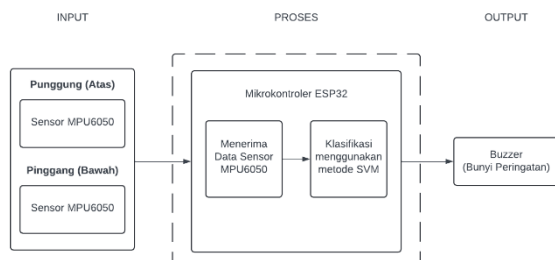 INPUT
PROSES
OUTPUT
Punggung (Atas)
Sensor MPU6050
Pinggang (Bawah)
Sensor MPU6050
Mikrokontroler ESP32
Menerima
Data Sensor
MPU6050
Klasifikasi
menggunakan
metode SVM
Buzzer
(Bunyi Peringatan)